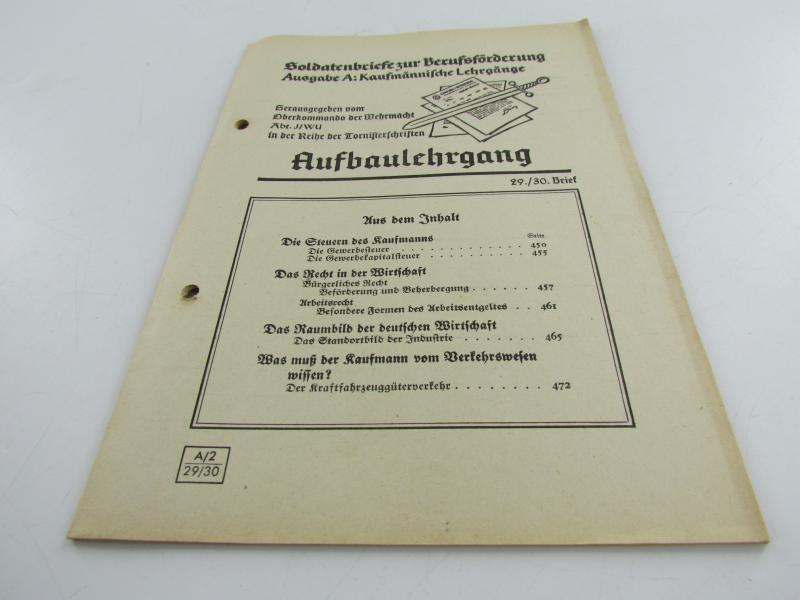 Soldatenbriefe zur Berufsförderung
Ausgabe A: Kaufmännische Lehrgänge
Herausgegeben vom
Oberkommando der Wehrmacht
Abt. J/WU
in der Reihe der Tornisterschriften
Aufbaulehrgang
29./30. Brief
Aus dem Inhalt
Seite
Die Steuern des Kaufmanns
Die Gewerbesteuer . . . . . . . . . . . . . 450
Die Gewerbekapitalsteuer . . . . . . . . . . 455
Das Recht in der Wirtschaft
Bürgerliches Recht
Beförderung und Beherbergung . . . . . . 457
Arbeitsrecht
Besondere Formen des Arbeitsentgeltes . . 461
Das Raumbild der deutschen Wirtschaft
Das Standortbild der Industrie . . . . . . . 465
Was muß der Kaufmann vom Verkehrswesen
wissen?
Der Kraftfahrzeuggüterverkehr . . . . . . . . 472
A/2
29/30